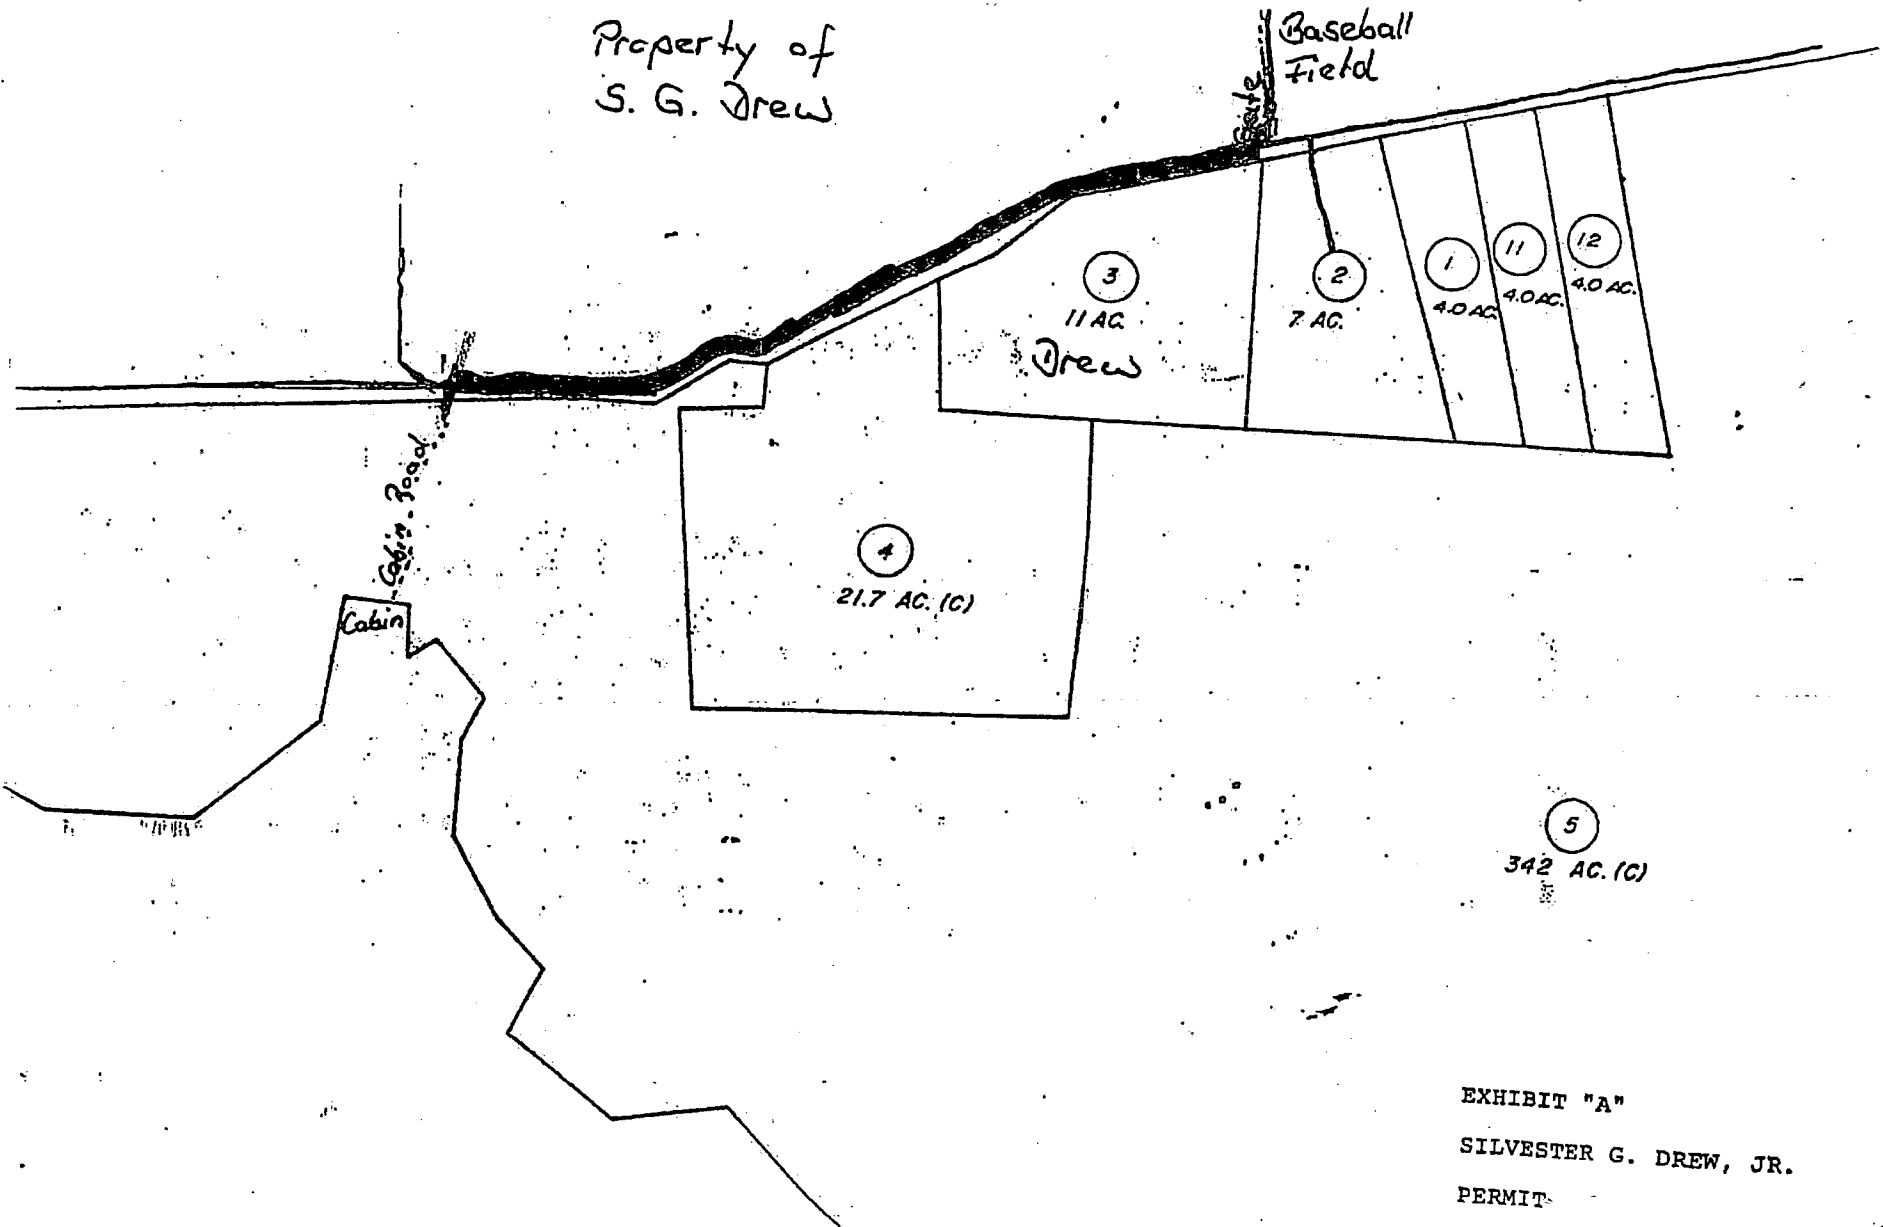 Property of
S. G. Drew
Baseball
Field
Gate
3
11 AC.
Drew
2
7 AC.
1
4.0 AC.
11
4.0 AC.
12
4.0 AC.
Cabin Road
Cabin
4
21.7 AC. (C)
5
342 AC. (C)
EXHIBIT "A"
SILVESTER G. DREW, JR.
PERMIT